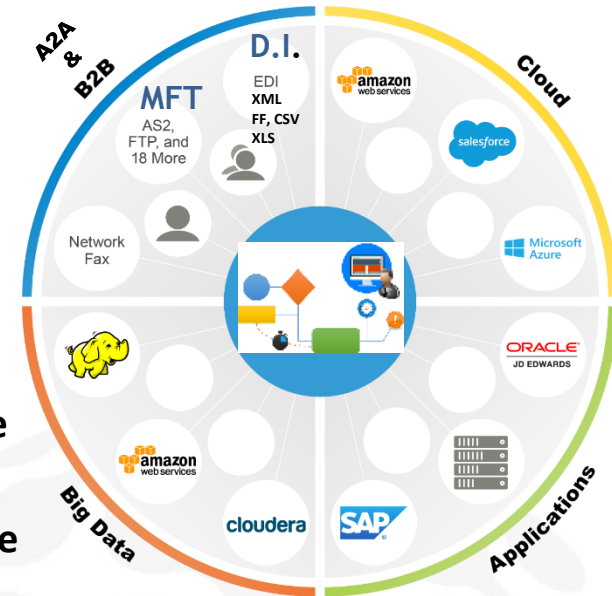 A2A
&
B2B
D.I.
EDI
XML
FF, CSV
XLS
MFT
AS2,
FTP, and
18 More
Network
Fax
amazon
web services
Cloud
salesforce
Microsoft
Azure
ORACLE
JD EDWARDS
Applications
SAP
cloudera
amazon
web services
Big Data
e
e